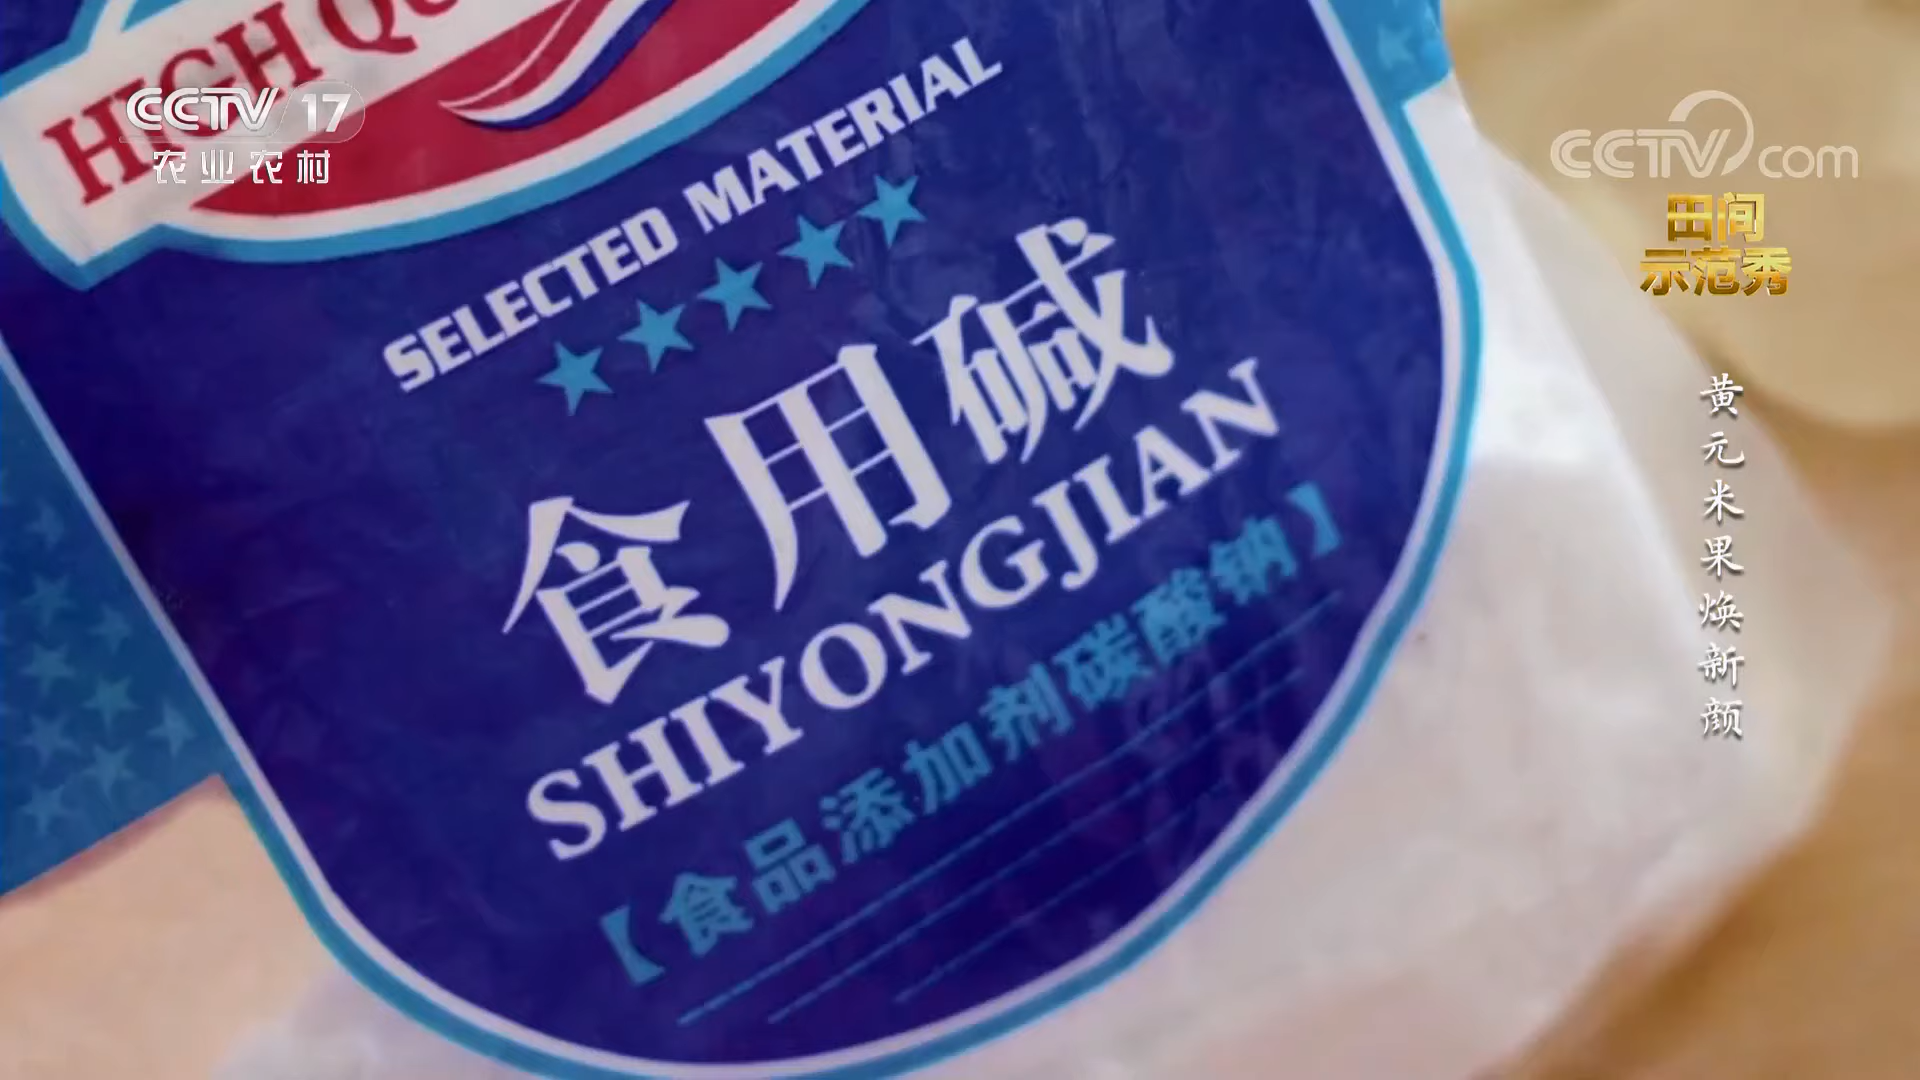 HIGH QU
CCTV 17
农业农村
CCTV com
田间
示范秀
SELECTED MATERIAL
食用碱
SHIYONGJIAN
【食品添加剂碳酸钠】
黄元米果焕新颜